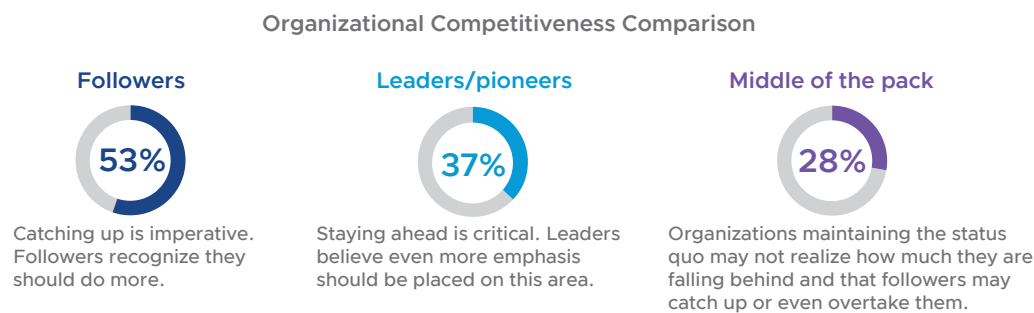 Organizational Competitiveness Comparison
Followers
53%
Catching up is imperative.
Followers recognize they
should do more.
Leaders/pioneers
37%
Staying ahead is critical. Leaders
believe even more emphasis
should be placed on this area.
Middle of the pack
28%
Organizations maintaining the status
quo may not realize how much they are
falling behind and that followers may
catch up or even overtake them.